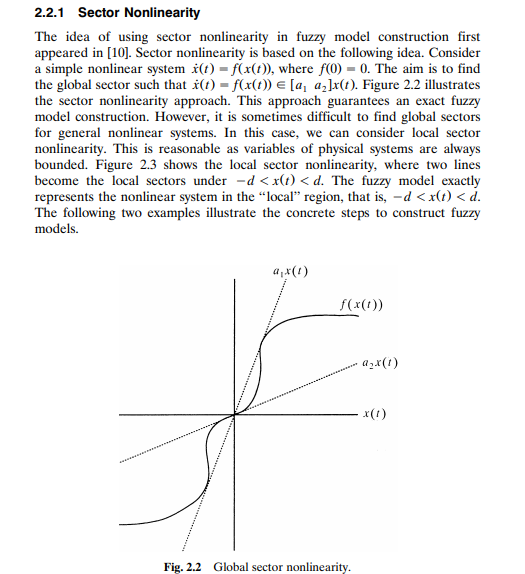 2.2.1 Sector Nonlinearity
The idea of using sector nonlinearity in fuzzy model construction first
appeared in [10]. Sector nonlinearity is based on the following idea. Consider
a simple nonlinear system ẋ(t) = f(x(t)), where f(0) = 0. The aim is to find
the global sector such that ẋ(t) = f(x(t)) ∈ [a₁ a₂]x(t). Figure 2.2 illustrates
the sector nonlinearity approach. This approach guarantees an exact fuzzy
model construction. However, it is sometimes difficult to find global sectors
for general nonlinear systems. In this case, we can consider local sector
nonlinearity. This is reasonable as variables of physical systems are always
bounded. Figure 2.3 shows the local sector nonlinearity, where two lines
become the local sectors under −d < x(t) < d. The fuzzy model exactly
represents the nonlinear system in the “local” region, that is, −d < x(t) < d.
The following two examples illustrate the concrete steps to construct fuzzy
models.
a₁x(t)
f(x(t))
a₂x(t)
x(t)
Fig. 2.2 Global sector nonlinearity.